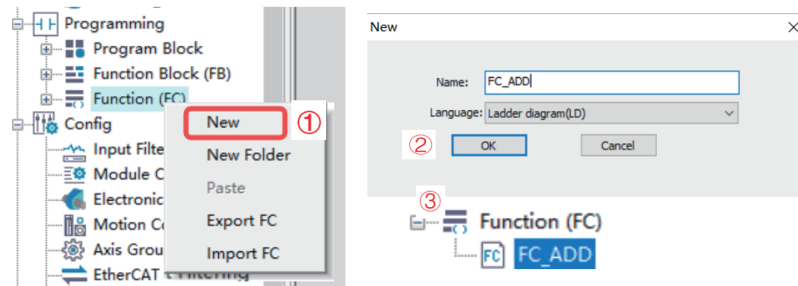 Programming
Program Block
Function Block (FB)
Function (FC)
Config
Input Filte
Module C
Electronic
Motion Co
Axis Grou
EtherCAT
New
①
New Folder
Paste
Export FC
Import FC
New
Name: FC_ADD
Language: Ladder diagram(LD)
②
OK
Cancel
③
Function (FC)
FC
FC_ADD